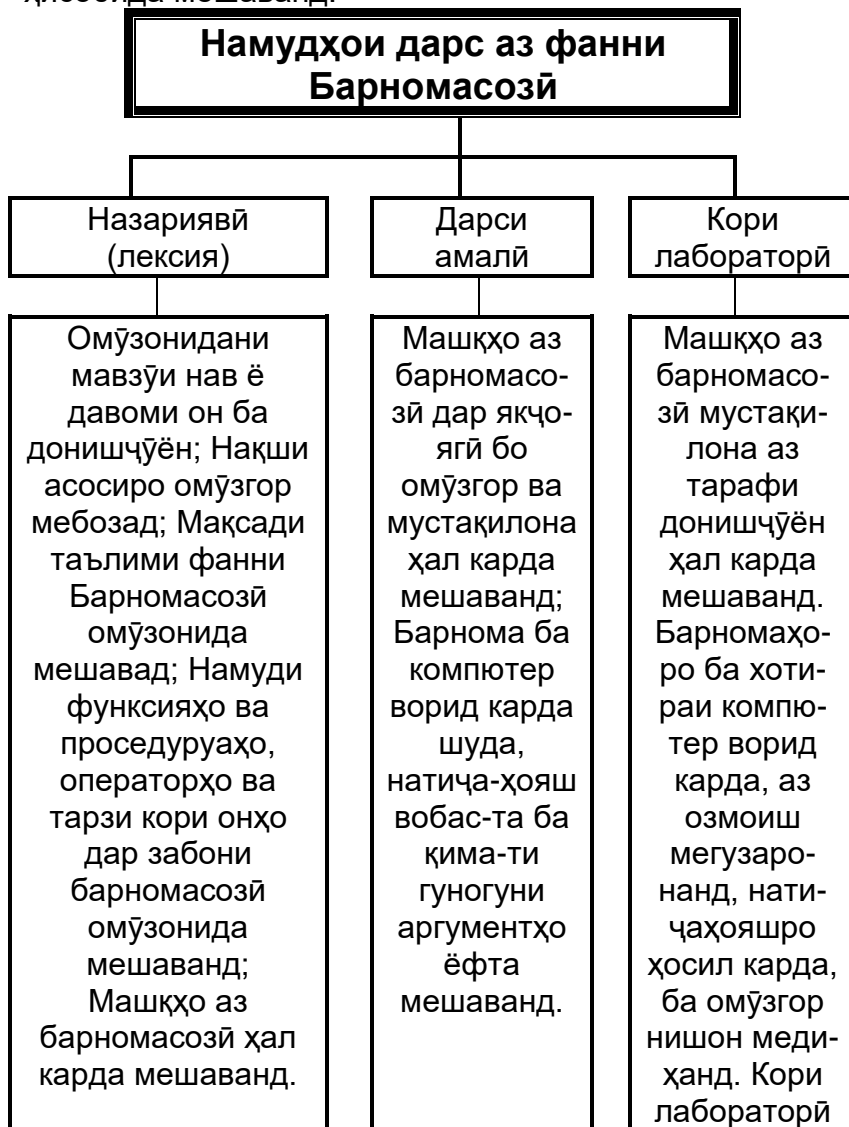 Намудҳои дарс аз фанни
Барномасозӣ
Назариявӣ
(лексия)
Дарси
амалӣ
Кори
лабораторӣ
Омӯзонидани
мавзӯи нав ё
давоми он ба
донишҷӯён; Нақши
асосиро омӯзгор
мебозад; Мақсади
таълими фанни
Барномасозӣ
омӯзонида
мешавад; Намуди
функсияҳо ва
проседуруаҳо,
операторҳо ва
тарзи кори онҳо
дар забони
барномасозӣ
омӯзонида
мешаванд;
Машқҳо аз
барномасозӣ ҳал
карда мешаванд.
Машқҳо аз
барномасо-
зӣ дар якҷо-
ягӣ бо
омӯзгор ва
мустақилона
ҳал карда
мешаванд;
Барнома ба
компютер
ворид карда
шуда,
натиҷа-ҳояш
вобас-та ба
қима-ти
гуногуни
аргументҳо
ёфта
мешаванд.
Машқҳо аз
барномасо-
зӣ мустақи-
лона аз
тарафи
донишҷӯён
ҳал карда
мешаванд.
Барномаҳо-
ро ба хоти-
раи компю-
тер ворид
карда, аз
озмоиш
мегузаро-
нанд, нати-
ҷаҳояшро
ҳосил карда,
ба омӯзгор
нишон меди-
ҳанд. Кори
лабораторӣ